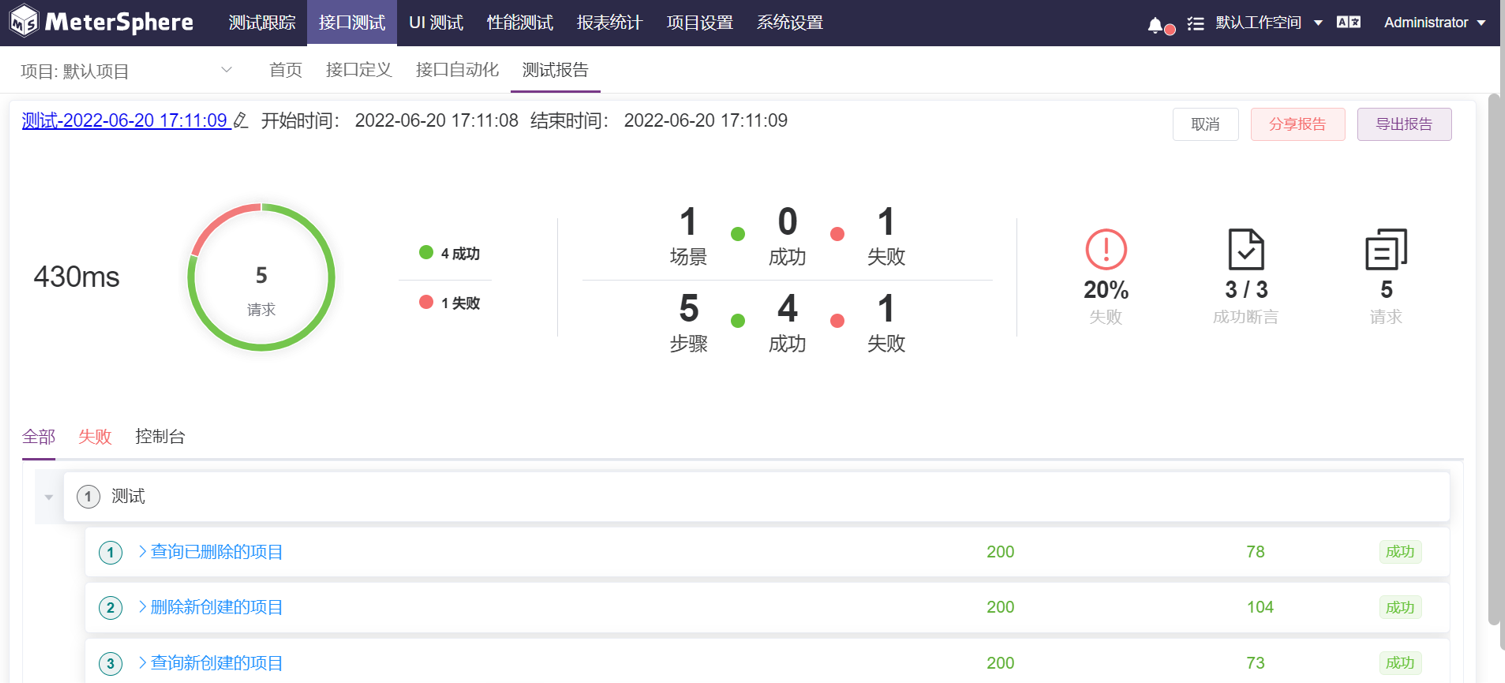 MeterSphere 测试跟踪 接口测试 UI 测试 性能测试 报表统计 项目设置 系统设置 默认工作空间 Administrator
项目: 默认项目 首页 接口定义 接口自动化 测试报告
测试-2022-06-20 17:11:09 开始时间： 2022-06-20 17:11:08 结束时间： 2022-06-20 17:11:09 取消 分享报告 导出报告
430ms
5
请求
4 成功
1 失败
1 0 1
场景 成功 失败
5 4 1
步骤 成功 失败
20% 3 / 3 5
失败 成功断言 请求
全部 失败 控制台
1 测试
1 查询已删除的项目 200 78 成功
2 删除新创建的项目 200 104 成功
3 查询新创建的项目 200 73 成功